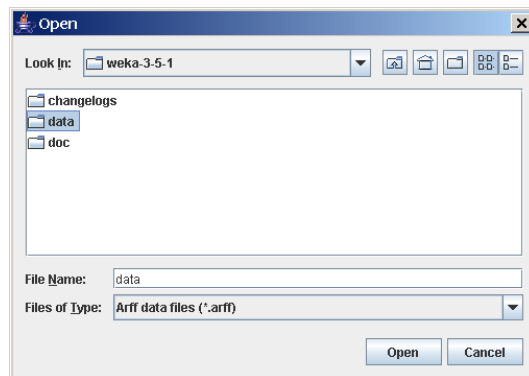 Open
Look In: weka-3-5-1
changelogs
data
doc
File Name: data
Files of Type: Arff data files (*.arff)
Open Cancel